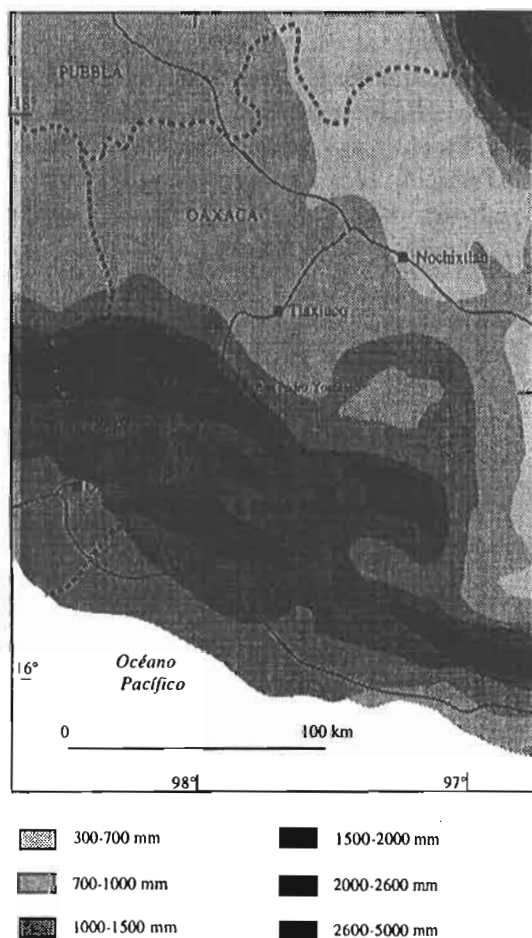 PUEBLA
18°
OAXACA
Nochixtlán
Tlaxiaco
16°
Océano
Pacífico
0 100 km
98° 97°
300-700 mm 1500-2000 mm
700-1000 mm 2000-2600 mm
1000-1500 mm 2600-5000 mm